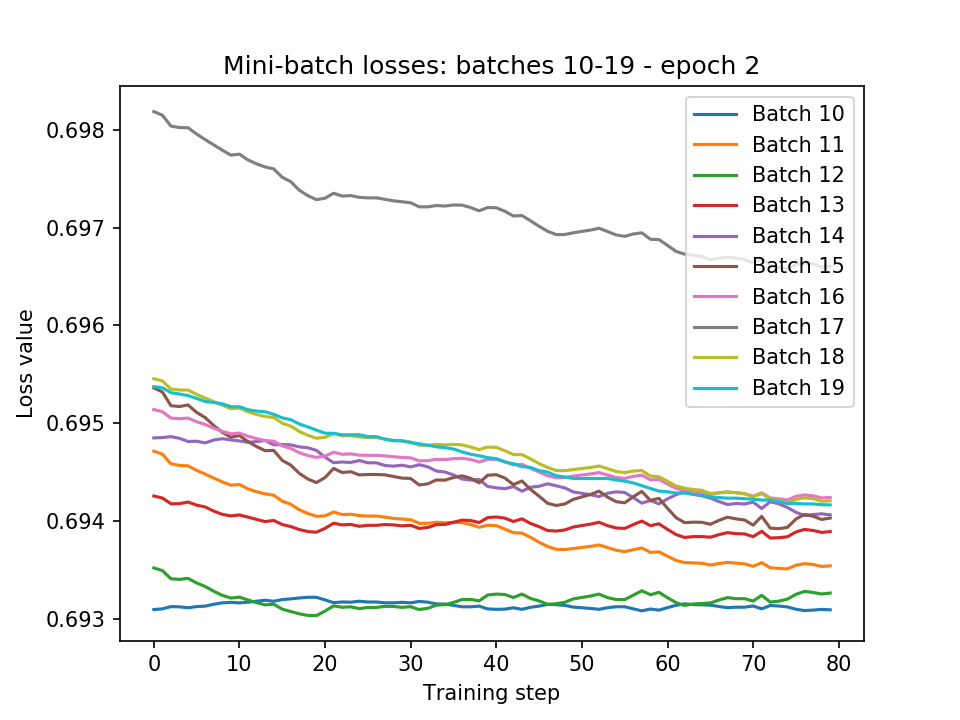 Mini-batch losses: batches 10-19 - epoch 2
Loss value
0.698
0.697
0.696
0.695
0.694
0.693
Batch 10
Batch 11
Batch 12
Batch 13
Batch 14
Batch 15
Batch 16
Batch 17
Batch 18
Batch 19
0 10 20 30 40 50 60 70 80
Training step